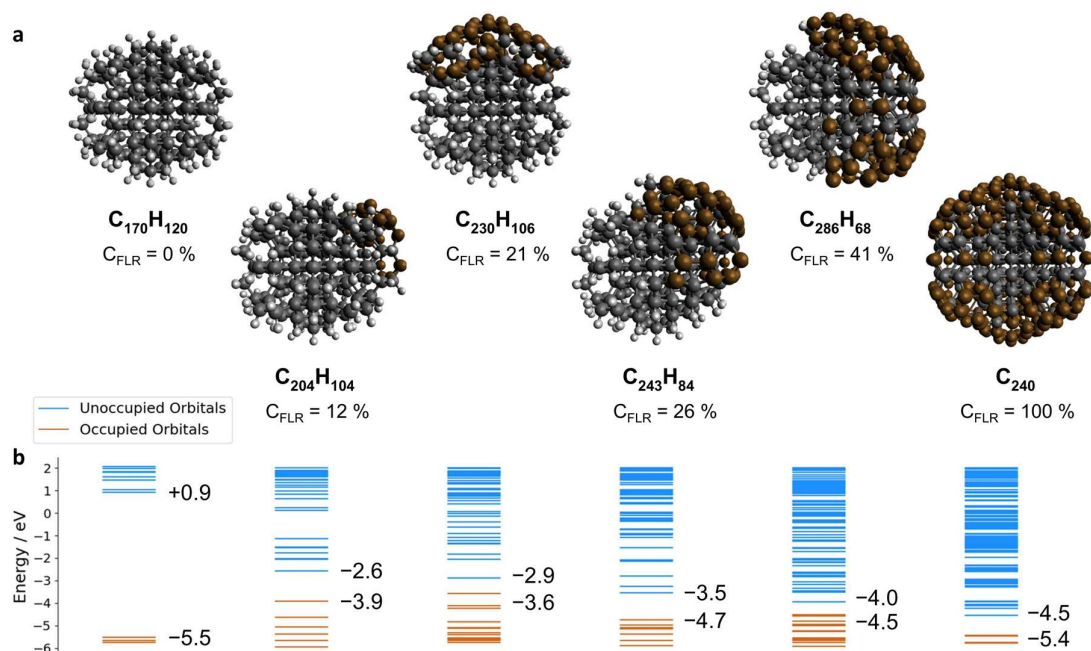 a
C170H120
CFLR = 0 %
C230H106
CFLR = 21 %
C286H68
CFLR = 41 %
C204H104
CFLR = 12 %
C243H84
CFLR = 26 %
C240
CFLR = 100 %
Unoccupied Orbitals
Occupied Orbitals
b
Energy / eV
2
1
0
−1
−2
−3
−4
−5
−6
+0.9
−5.5
−2.6
−3.9
−2.9
−3.6
−3.5
−4.7
−4.0
−4.5
−4.5
−5.4